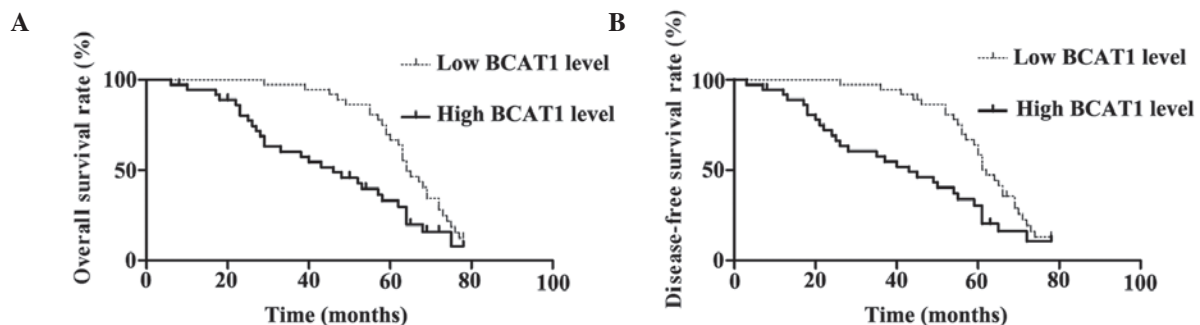 A
Overall survival rate (%)
Low BCAT1 level
High BCAT1 level
100
50
0
0 20 40 60 80 100
Time (months)
B
Disease-free survival rate (%)
Low BCAT1 level
High BCAT1 level
100
50
0
0 20 40 60 80 100
Time (months)